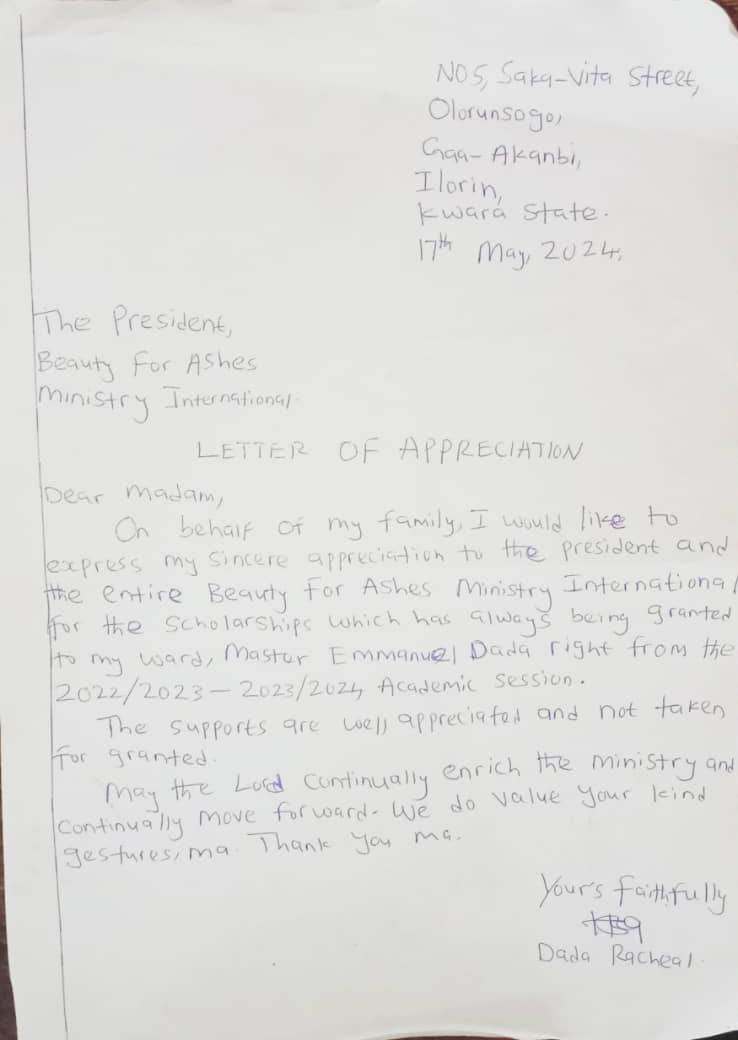 NO5, Saka-Vita Street,
Olorunsogo,
Gaa-Akanbi,
Ilorin,
Kwara State.
17th May, 2024.
The President,
Beauty For Ashes
Ministry International.
LETTER OF APPRECIATION
Dear Madam,
On behalf of my family, I would like to
express my sincere appreciation to the president and
the entire Beauty For Ashes Ministry International
for the Scholarships which has always being granted
to my ward, Master Emmanuel Dada right from the
2022/2023 - 2023/2024 Academic session.
The supports are well appreciated and not taken
for granted.
May the Lord continually enrich the ministry and
continually move forward. We do value your kind
gestures, ma. Thank you ma.
Your's faithfully
Dada Racheal.